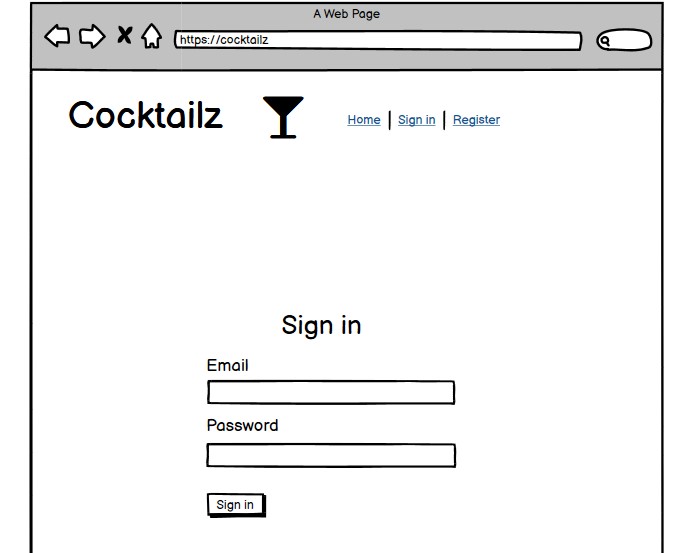 A Web Page
https://cocktailz
Cocktailz
Home | Sign in | Register
Sign in
Email
Password
Sign in